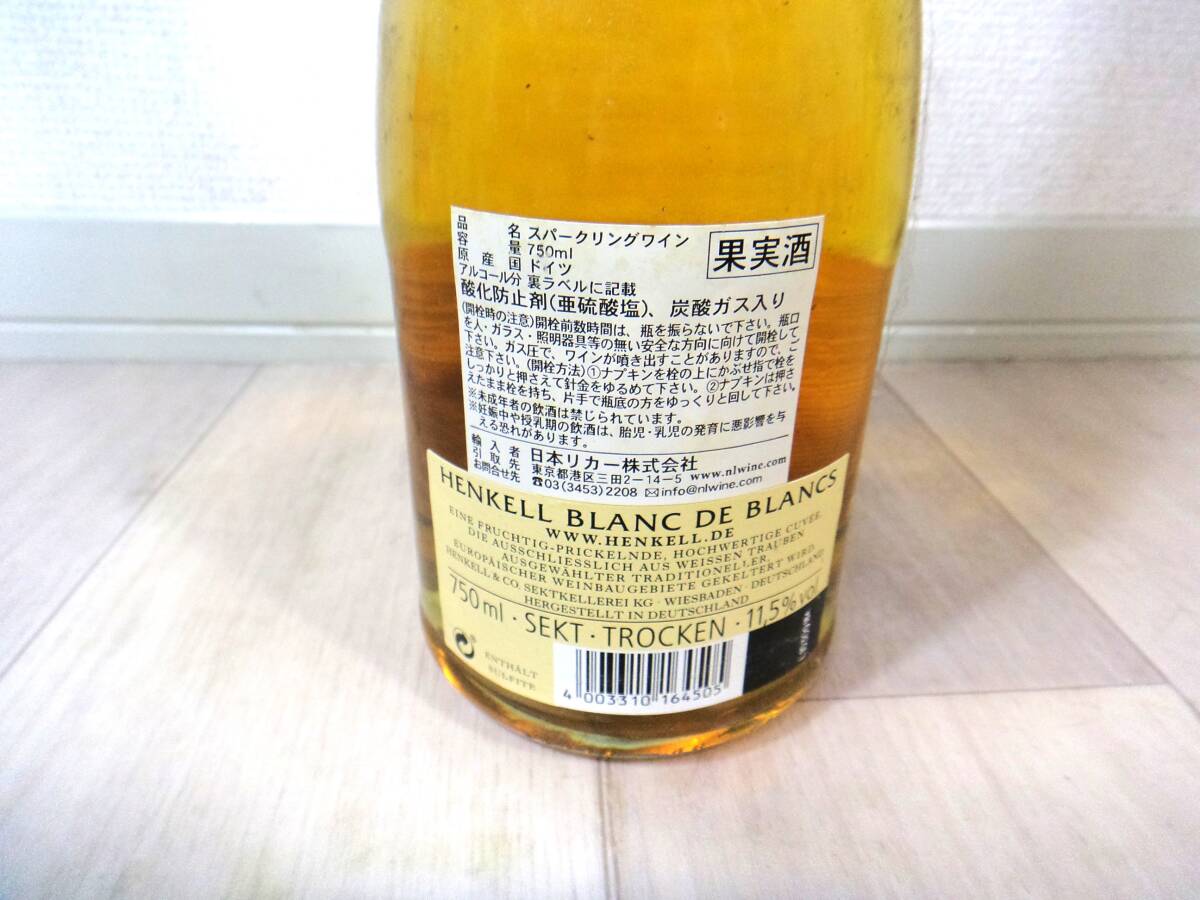 品名 スパークリングワイン
果実酒
容量 750ml
原産国 ドイツ
アルコール分 裏ラベルに記載
酸化防止剤(亜硫酸塩)、炭酸ガス入り
(開栓時の注意)開栓前数時間は、瓶を振らないで下さい。瓶口
を人・ガラス・照明器具等の無い安全な方向に向けて開栓して
下さい。ガス圧で、ワインが噴き出すことがありますので、ご
注意下さい。(開栓方法)①ナプキンを栓の上にかぶせ指で栓を
しっかりと押さえて針金をゆるめて下さい。②ナプキンは押さ
えたまま栓を持ち、片手で瓶底の方をゆっくりと回して下さい。
※未成年者の飲酒は禁じられています。
※妊娠中や授乳期の飲酒は、胎児・乳児の発育に悪影響を与
える恐れがあります。
輸入者
引取先 日本リカー株式会社 www.nlwine.com
お問合せ先 東京都港区三田2-14-5
☎03(3453)2208 ✉info@nlwine.com
HENKELL BLANC DE BLANCS
WWW.HENKELL.DE
EINE FRUCHTIG-PRICKELNDE, HOCHWERTIGE CUVÉE,
DIE AUSSCHLIESSLICH AUS WEISSEN TRAUBEN
AUSGEWÄHLTER TRADITIONELLER,
EUROPÄISCHER WEINBAUGEBIETE GEKELTERT WIRD.
HENKELL & CO. SEKTKELLEREI KG · WIESBADEN · DEUTSCHLAND
HERGESTELLT IN DEUTSCHLAND
750 ml · SEKT · TROCKEN · 11,5 % vol
ENTHÄLT
SULFITE
4 003310 164505